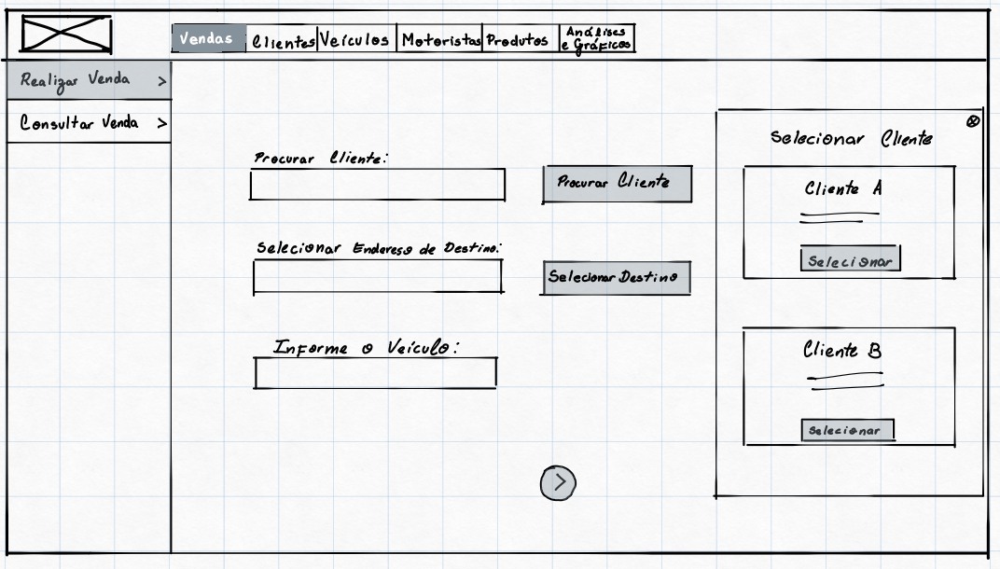 Vendas
Clientes
Veículos
Motoristas
Produtos
Análises
e Gráficos
Realizar Venda >
Consultar Venda >
Procurar Cliente:
Procurar Cliente
Selecionar Endereso de Destino:
Selecionar Destino
Informe o Veículo:
>
Selecionar Cliente
Cliente A
Selecionar
Cliente B
Selecionar